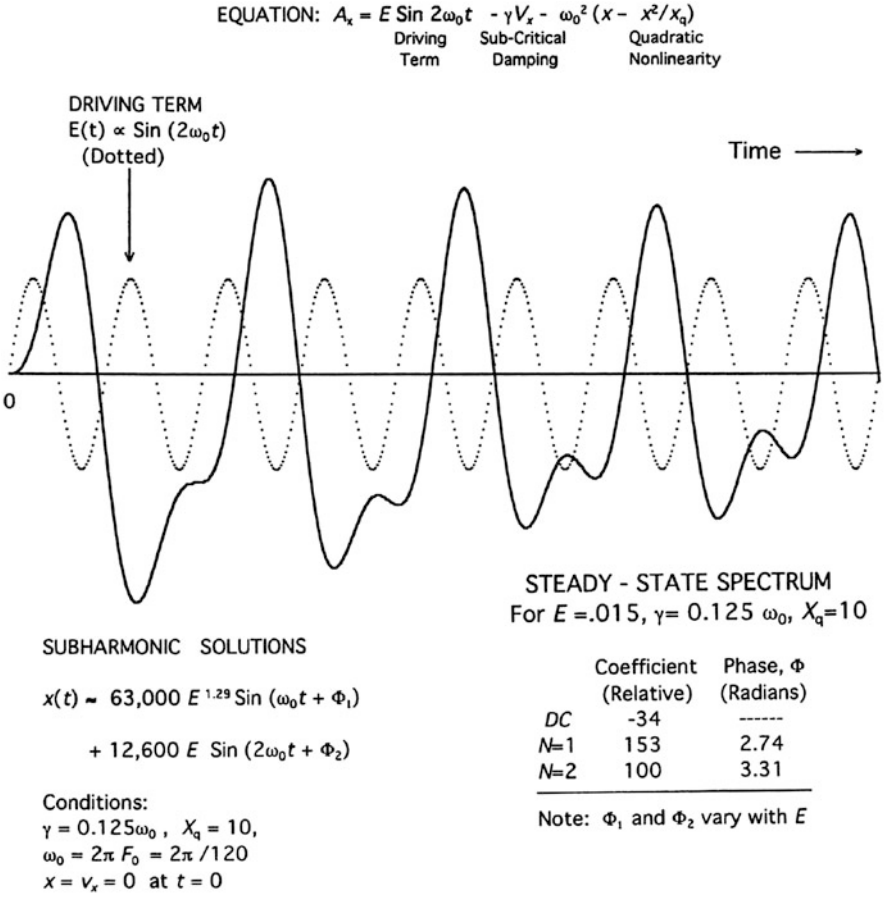 EQUATION: Aₓ = E Sin 2ω₀t - γVₓ - ω₀² (x - x²/x_q)
Driving Sub-Critical Quadratic
Term Damping Nonlinearity
DRIVING TERM
E(t) ∝ Sin (2ω₀t)
(Dotted)
Time
0
STEADY - STATE SPECTRUM
For E =.015, γ= 0.125 ω₀, X_q=10
SUBHARMONIC SOLUTIONS
x(t) ~ 63,000 E¹·²⁹ Sin (ω₀t + Φ₁)
+ 12,600 E Sin (2ω₀t + Φ₂)
Conditions:
γ = 0.125ω₀ , X_q = 10,
ω₀ = 2π F₀ = 2π /120
x = vₓ = 0 at t = 0
Coefficient Phase, Φ
(Relative) (Radians)
DC -34 ------
N=1 153 2.74
N=2 100 3.31
Note: Φ₁ and Φ₂ vary with E